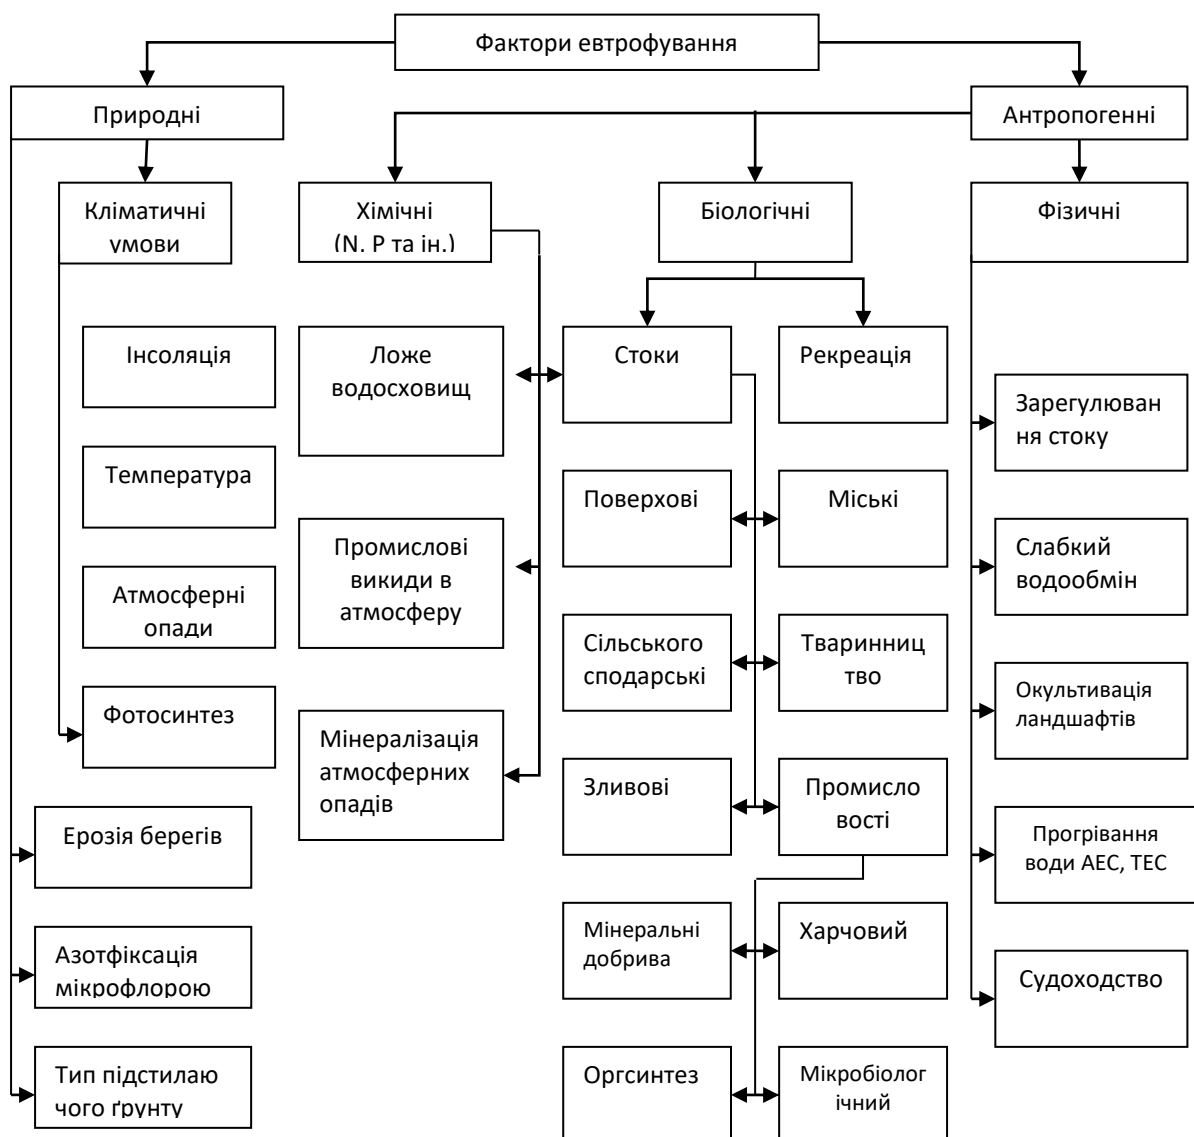 Фактори евтрофування
Природні
Антропогенні
Кліматичні
умови
Хімічні
(N. P та ін.)
Біологічні
Фізичні
Інсоляція
Ложе
водосховищ
Стоки
Рекреація
Зарегулюван
ня стоку
Температура
Поверхові
Міські
Промислові
викиди в
атмосферу
Слабкий
водообмін
Атмосферні
опади
Сільського
сподарські
Тваринниц
тво
Окультивація
ландшафтів
Фотосинтез
Мінералізація
атмосферних
опадів
Зливові
Промисло
вості
Ерозія берегів
Прогрівання
води АЕС, ТЕС
Мінеральні
добрива
Харчовий
Азотфіксація
мікрофлорою
Судоходство
Тип підстилаю
чого ґрунту
Оргсинтез
Мікробіолог
ічний